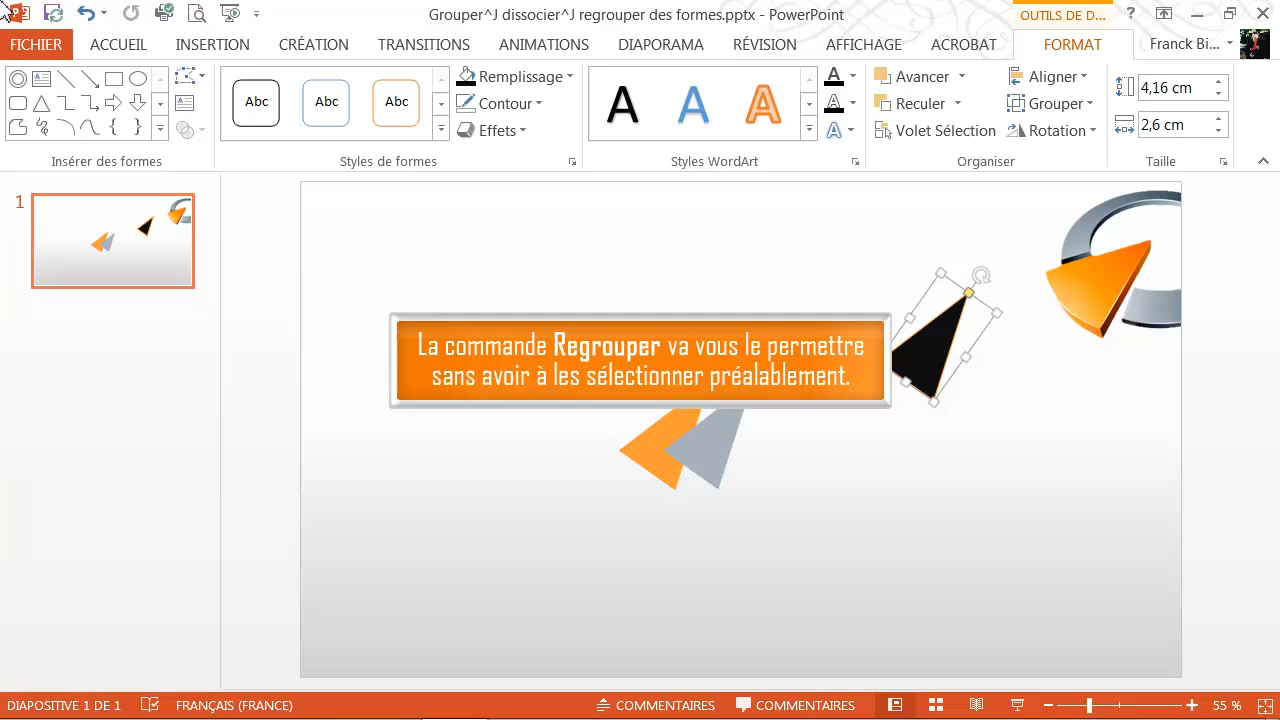 Grouper^J dissocier^J regrouper des formes.pptx - PowerPoint
OUTILS DE D...
?
FICHIER ACCUEIL INSERTION CRÉATION TRANSITIONS ANIMATIONS DIAPORAMA RÉVISION AFFICHAGE ACROBAT FORMAT Franck Bi...
Abc Abc Abc
Remplissage
Contour
Effets
A A A
A
A
A
Avancer
Reculer
Volet Sélection
Aligner
Grouper
Rotation
4,16 cm
2,6 cm
Insérer des formes Styles de formes Styles WordArt Organiser Taille
1
La commande Regrouper va vous le permettre
sans avoir à les sélectionner préalablement.
DIAPOSITIVE 1 DE 1 FRANÇAIS (FRANCE) COMMENTAIRES COMMENTAIRES 55 %